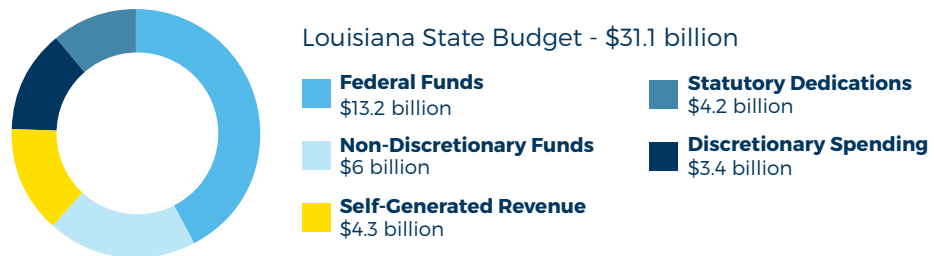 Louisiana State Budget - $31.1 billion
Federal Funds
$13.2 billion
Non-Discretionary Funds
$6 billion
Self-Generated Revenue
$4.3 billion
Statutory Dedications
$4.2 billion
Discretionary Spending
$3.4 billion